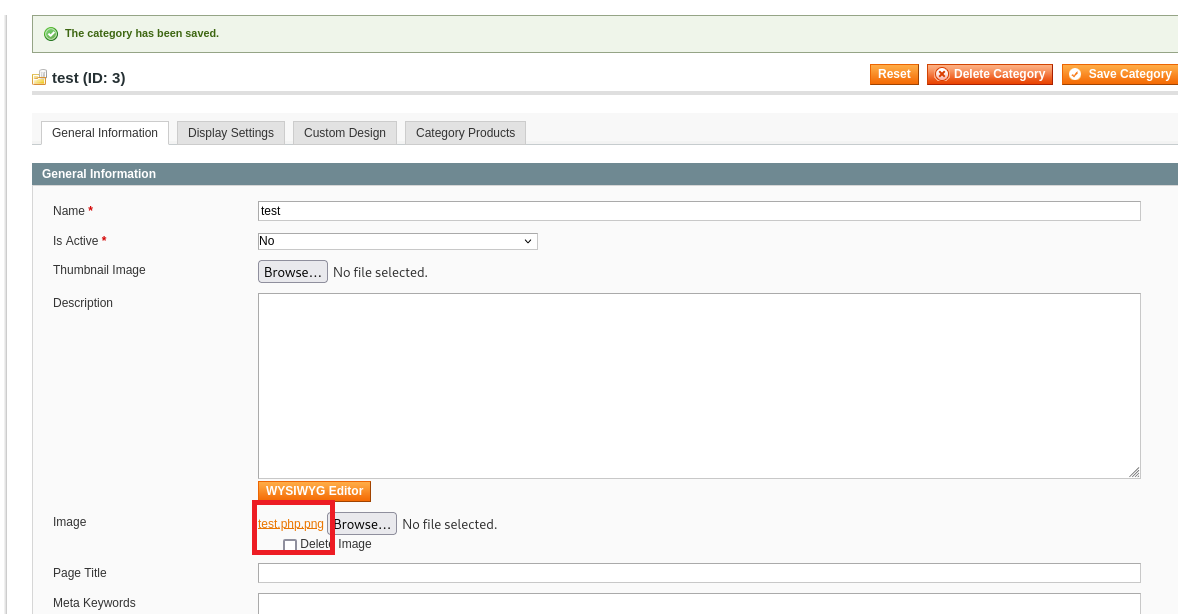 The category has been saved.
test (ID: 3)
Reset Delete Category Save Category
General Information Display Settings Custom Design Category Products
General Information
Name *
test
Is Active *
No
Thumbnail Image
Browse... No file selected.
Description
WYSIWYG Editor
Image
test.php.png Browse... No file selected.
Delete Image
Page Title
Meta Keywords